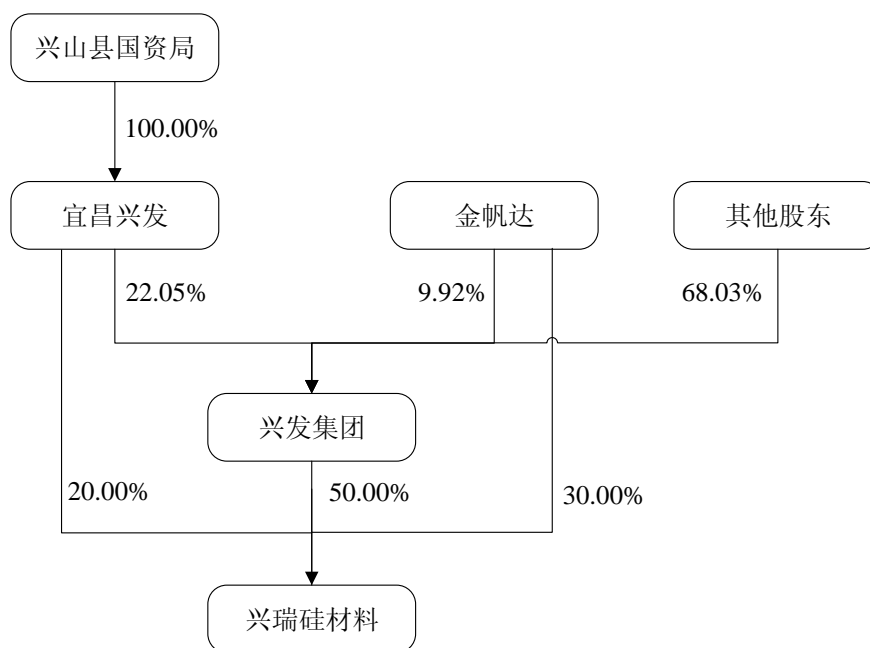 兴山县国资局
100.00%
宜昌兴发
金帆达
其他股东
22.05%
9.92%
68.03%
兴发集团
20.00%
50.00%
30.00%
兴瑞硅材料